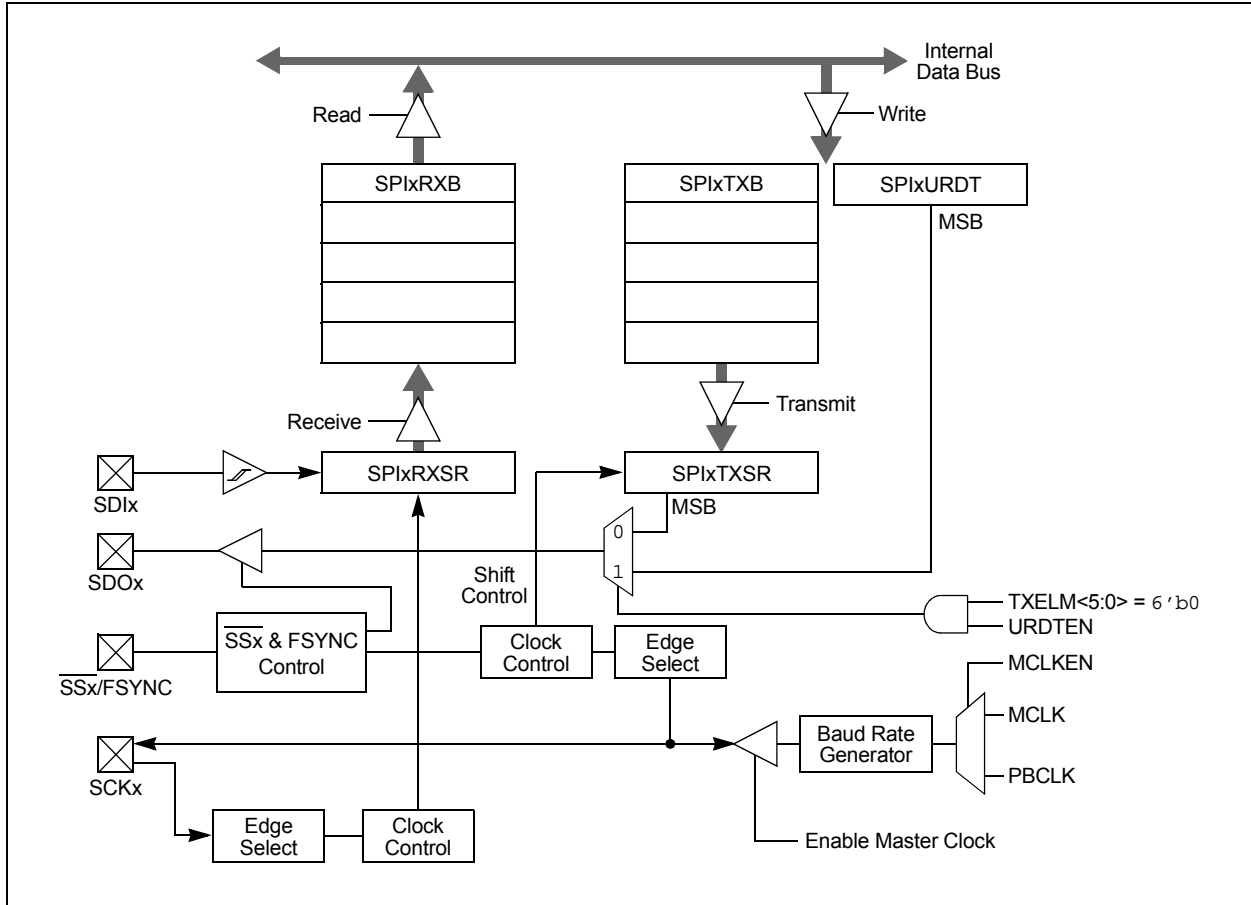 Internal
Data Bus
Read
Write
SPIxRXB
SPIxTXB
SPIxURDT
MSB
Receive
Transmit
SDIx
SPIxRXSR
SPIxTXSR
MSB
0
SDOx
1
Shift
Control
TXELM<5:0> = 6'b0
URDTEN
SSx & FSYNC
Control
Clock
Control
Edge
Select
SSx/FSYNC
MCLKEN
MCLK
Baud Rate
Generator
PBCLK
SCKx
Edge
Select
Clock
Control
Enable Master Clock